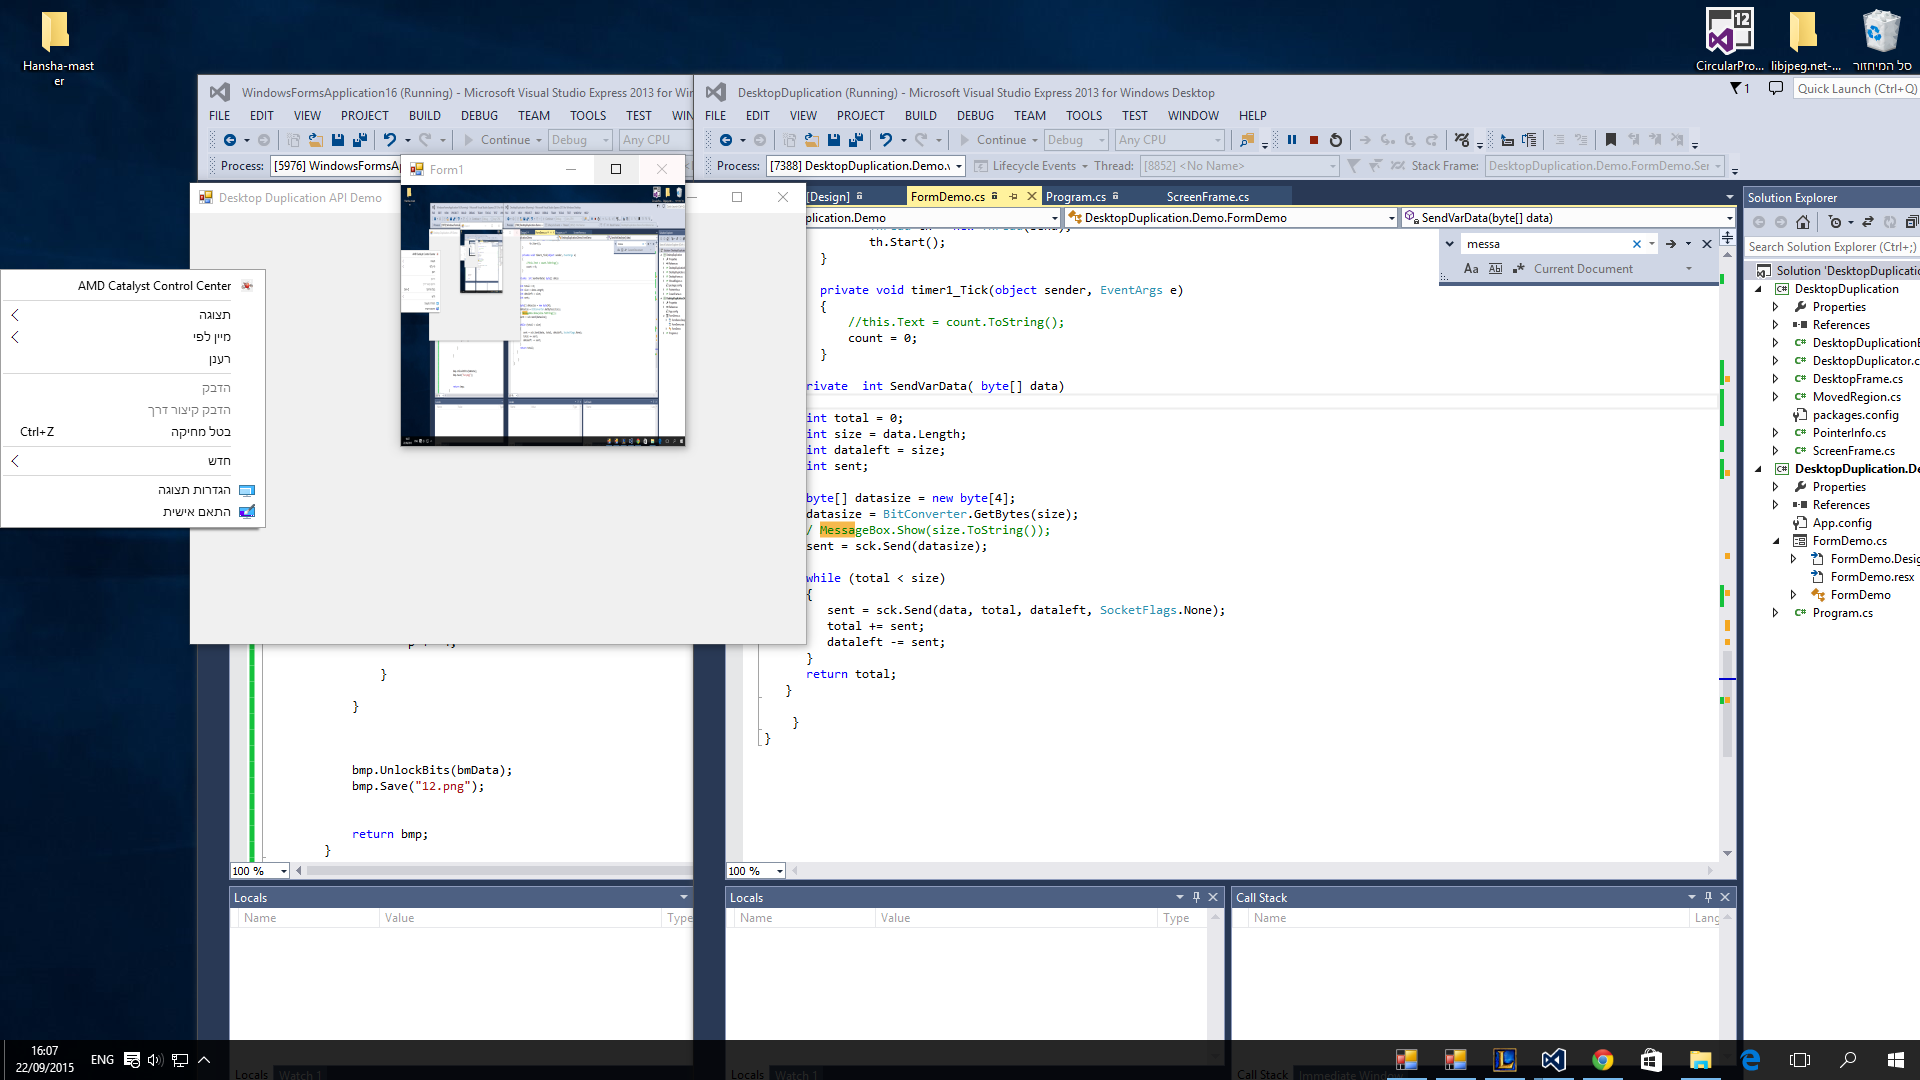 Hansha-mast
er
CircularPro...
libjpeg.net-...
סל המיחזור
WindowsFormsApplication16 (Running) - Microsoft Visual Studio Express 2013 for Win
FILE EDIT VIEW PROJECT BUILD DEBUG TEAM TOOLS TEST WIN
Continue Debug Any CPU
Process: [5976] WindowsFormsAp
DesktopDuplication (Running) - Microsoft Visual Studio Express 2013 for Windows Desktop
1
Quick Launch (Ctrl+Q)
FILE EDIT VIEW PROJECT BUILD DEBUG TEAM TOOLS TEST WINDOW HELP
Continue Debug Any CPU
Process: [7388] DesktopDuplication.Demo.v Lifecycle Events Thread: [8852] <No Name> Stack Frame: DesktopDuplication.Demo.FormDemo.Ser
Form1
Desktop Duplication API Demo
[Design] FormDemo.cs Program.cs ScreenFrame.cs
plication.Demo DesktopDuplication.Demo.FormDemo SendVarData(byte[] data)
messa
Aa Ab Current Document
AMD Catalyst Control Center
תצוגה
מיין לפי
רענן
הדבק
הדבק קיצור דרך
בטל מחיקה Ctrl+Z
חדש
הגדרות תצוגה
התאם אישית
th.Start();
}
private void timer1_Tick(object sender, EventArgs e)
{
//this.Text = count.ToString();
count = 0;
}
rivate int SendVarData( byte[] data)
int total = 0;
int size = data.Length;
int dataleft = size;
int sent;
byte[] datasize = new byte[4];
datasize = BitConverter.GetBytes(size);
/ MessageBox.Show(size.ToString());
sent = sck.Send(datasize);
while (total < size)
{
sent = sck.Send(data, total, dataleft, SocketFlags.None);
total += sent;
dataleft -= sent;
}
return total;
}
}
}
}
}
bmp.UnlockBits(bmData);
bmp.Save("12.png");
return bmp;
}
100 %
100 %
Solution Explorer
Search Solution Explorer (Ctrl+;)
Solution 'DesktopDuplicatio
DesktopDuplication
Properties
References
DesktopDuplicationE
DesktopDuplicator.c
DesktopFrame.cs
MovedRegion.cs
packages.config
PointerInfo.cs
ScreenFrame.cs
DesktopDuplication.De
Properties
References
App.config
FormDemo.cs
FormDemo.Desig
FormDemo.resx
FormDemo
Program.cs
Locals
Name Value Type
Locals
Name Value Type
Call Stack
Name Lang
Locals Watch 1
Locals Watch 1
Call Stack Immediate Window
16:07
22/09/2015
ENG